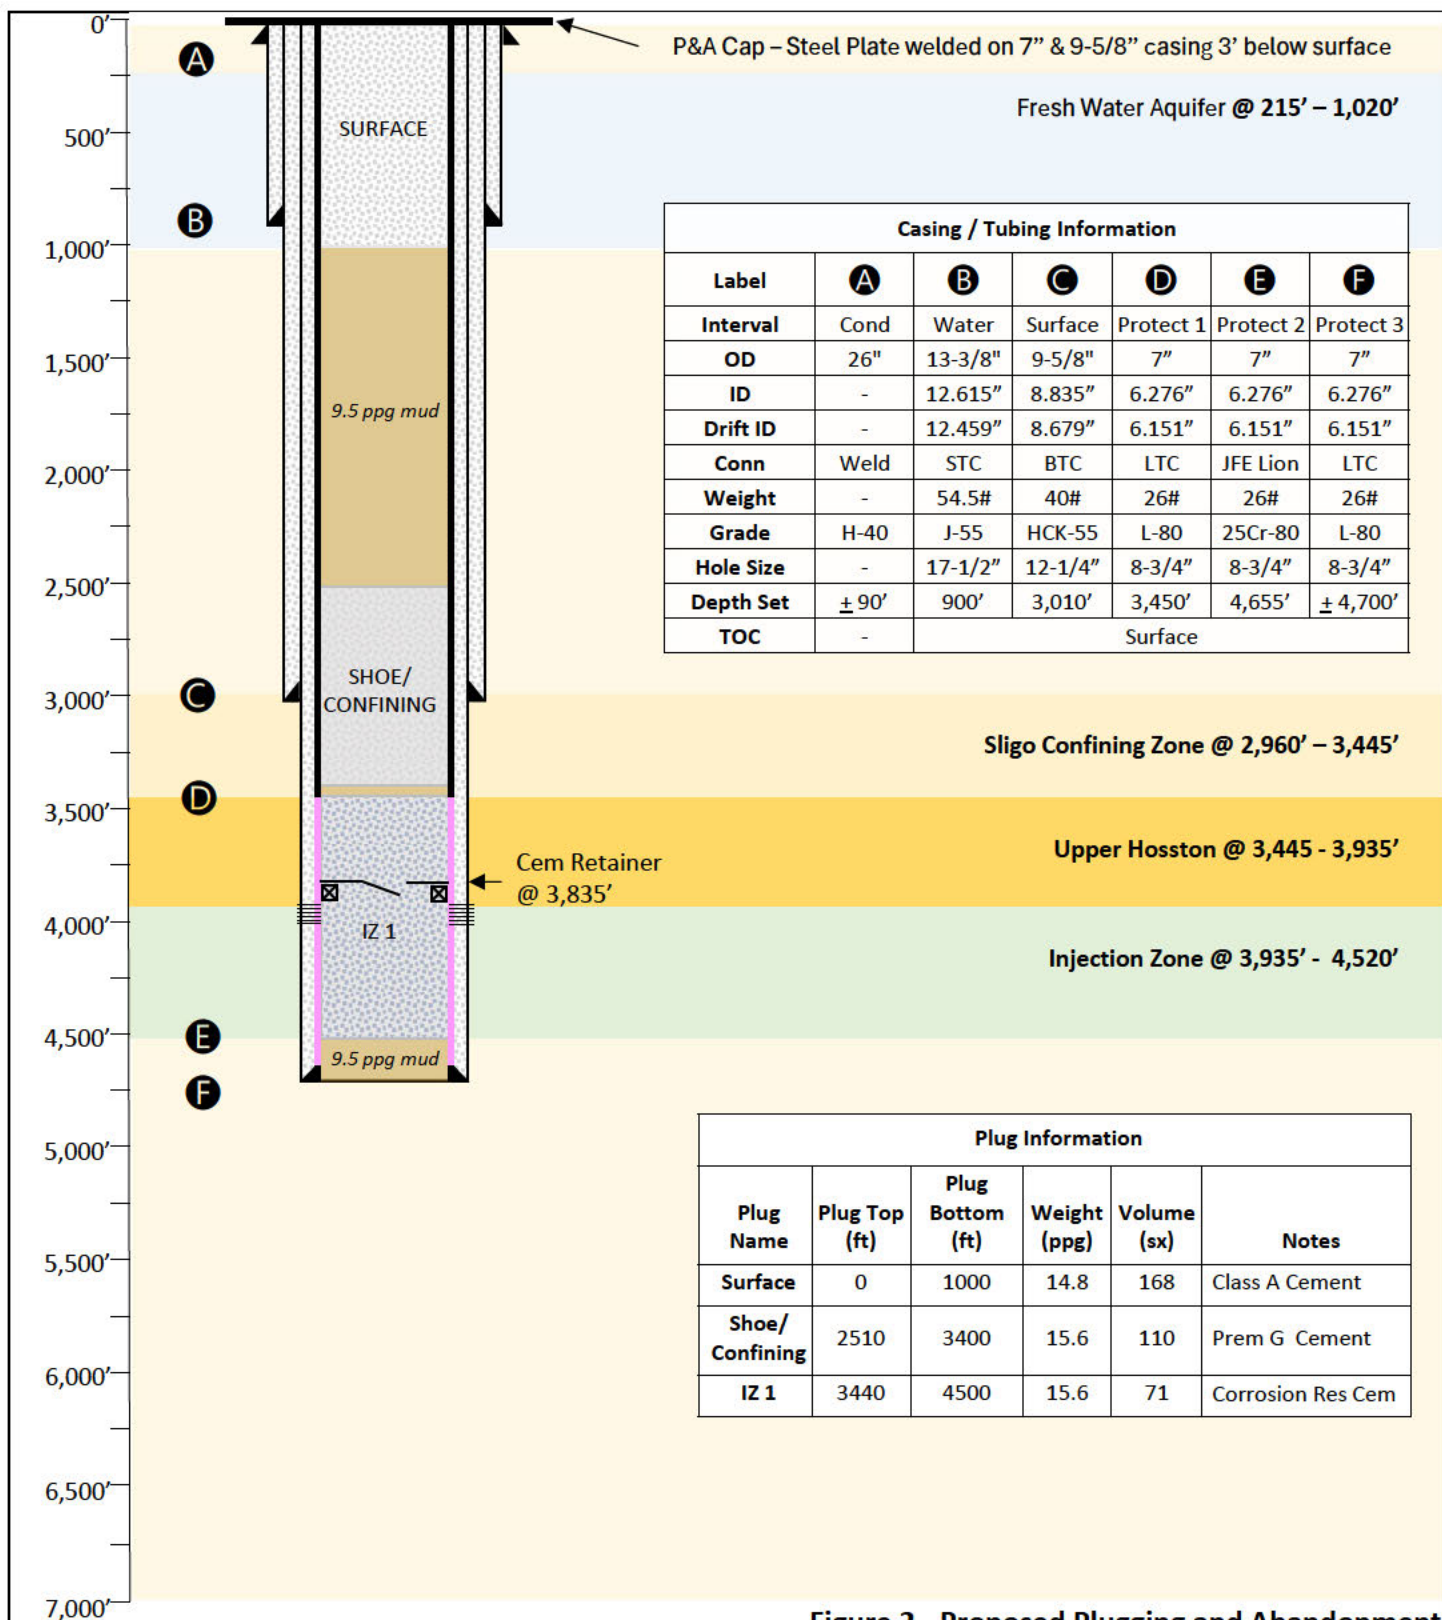 0’
P&A Cap – Steel Plate welded on 7” & 9-5/8” casing 3’ below surface
A
Fresh Water Aquifer @ 215’ – 1,020’
500’
SURFACE
B
1,000’
Casing / Tubing Information
Label A B C D E F
Interval Cond Water Surface Protect 1 Protect 2 Protect 3
OD 26" 13-3/8" 9-5/8" 7” 7” 7”
ID - 12.615” 8.835” 6.276” 6.276” 6.276”
Drift ID - 12.459” 8.679” 6.151” 6.151” 6.151”
Conn Weld STC BTC LTC JFE Lion LTC
Weight - 54.5# 40# 26# 26# 26#
Grade H-40 J-55 HCK-55 L-80 25Cr-80 L-80
Hole Size - 17-1/2” 12-1/4” 8-3/4” 8-3/4” 8-3/4”
Depth Set ± 90’ 900’ 3,010’ 3,450’ 4,655’ ± 4,700’
TOC - Surface
1,500’
9.5 ppg mud
2,000’
2,500’
SHOE/
CONFINING
C
3,000’
Sligo Confining Zone @ 2,960’ – 3,445’
D
3,500’
Upper Hosston @ 3,445 - 3,935’
Cem Retainer
@ 3,835’
4,000’
IZ 1
Injection Zone @ 3,935’ - 4,520’
4,500’
E
9.5 ppg mud
F
5,000’
Plug Information
Plug
Name
Plug Top
(ft)
Plug
Bottom
(ft)
Weight
(ppg)
Volume
(sx)
Notes
Surface 0 1000 14.8 168 Class A Cement
Shoe/
Confining
2510 3400 15.6 110 Prem G Cement
IZ 1 3440 4500 15.6 71 Corrosion Res Cem
5,500’
6,000’
6,500’
7,000’
Figure 2 - Proposed Plugging and Abandonment